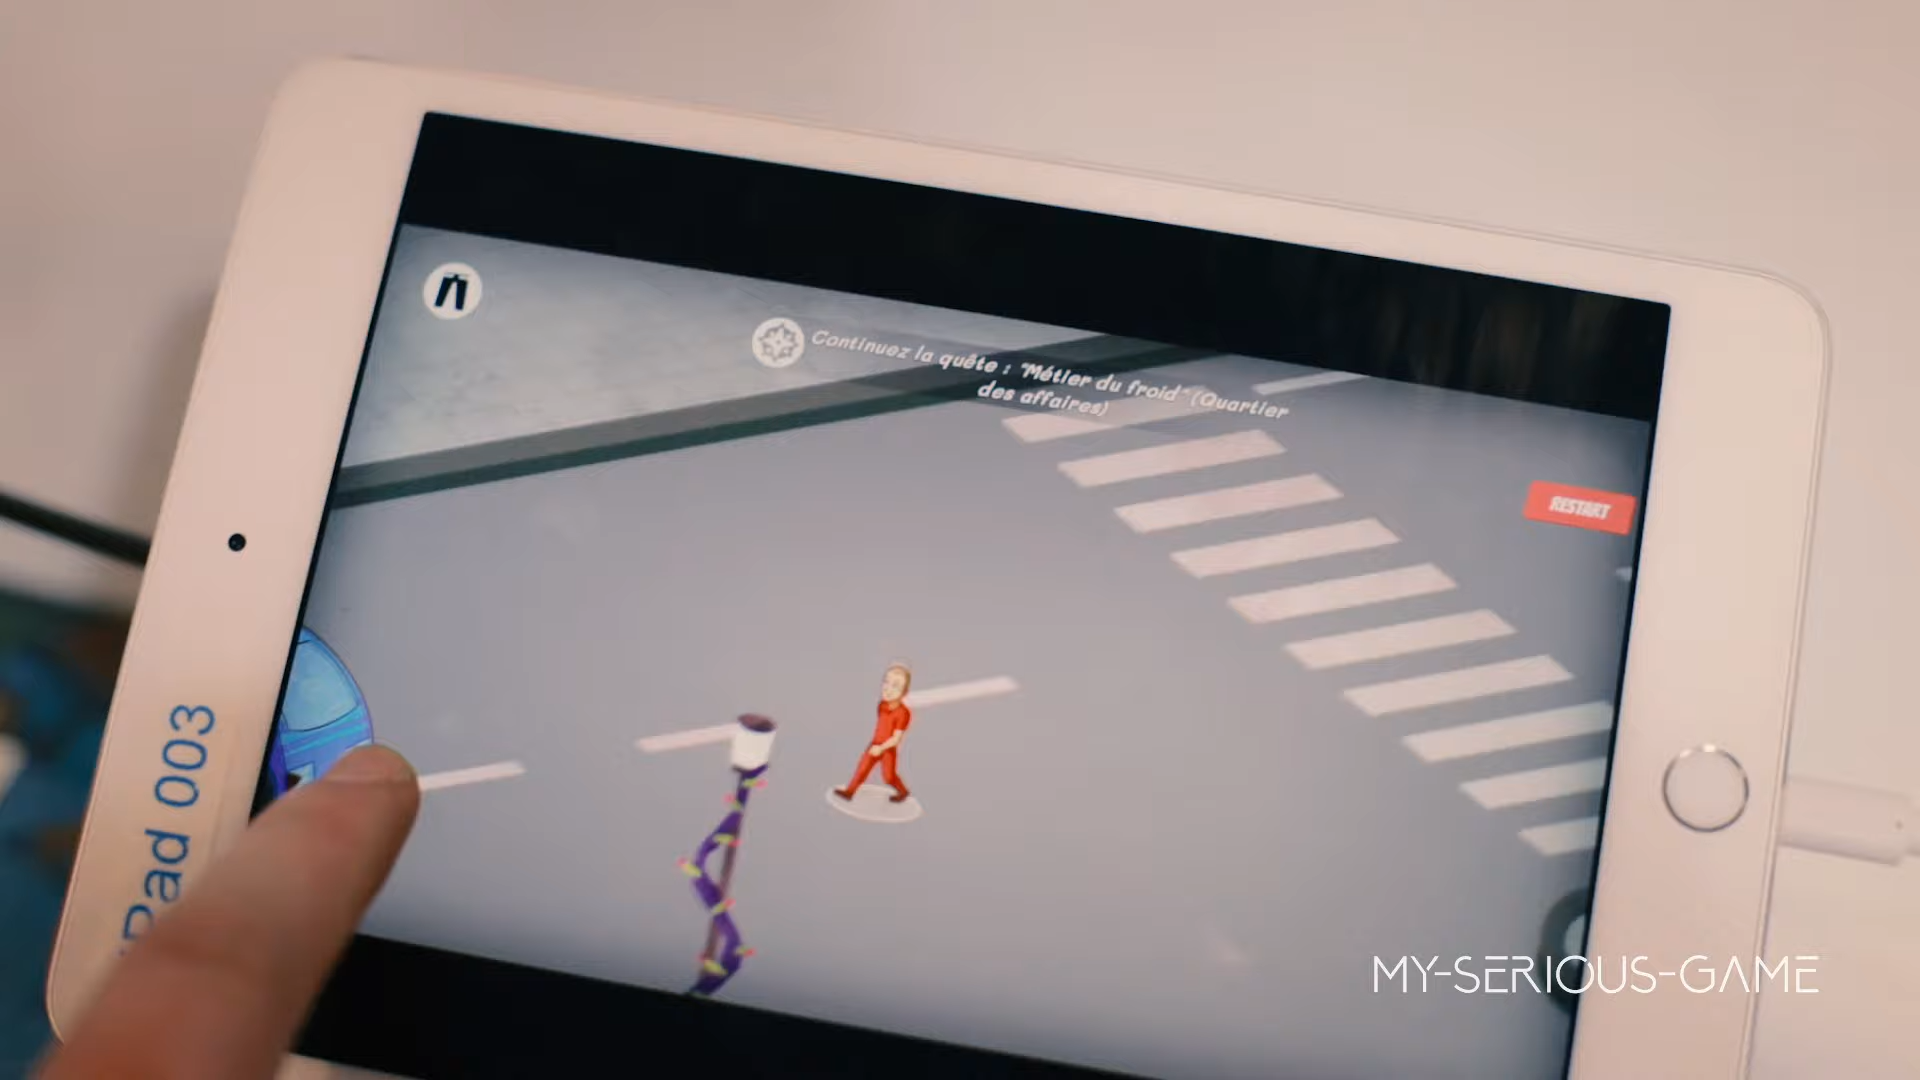 Continuez la quête : "Métier du froid" (Quartier
des affaires)
RESTART
iPad 003
MY-SERIOUS-GAME